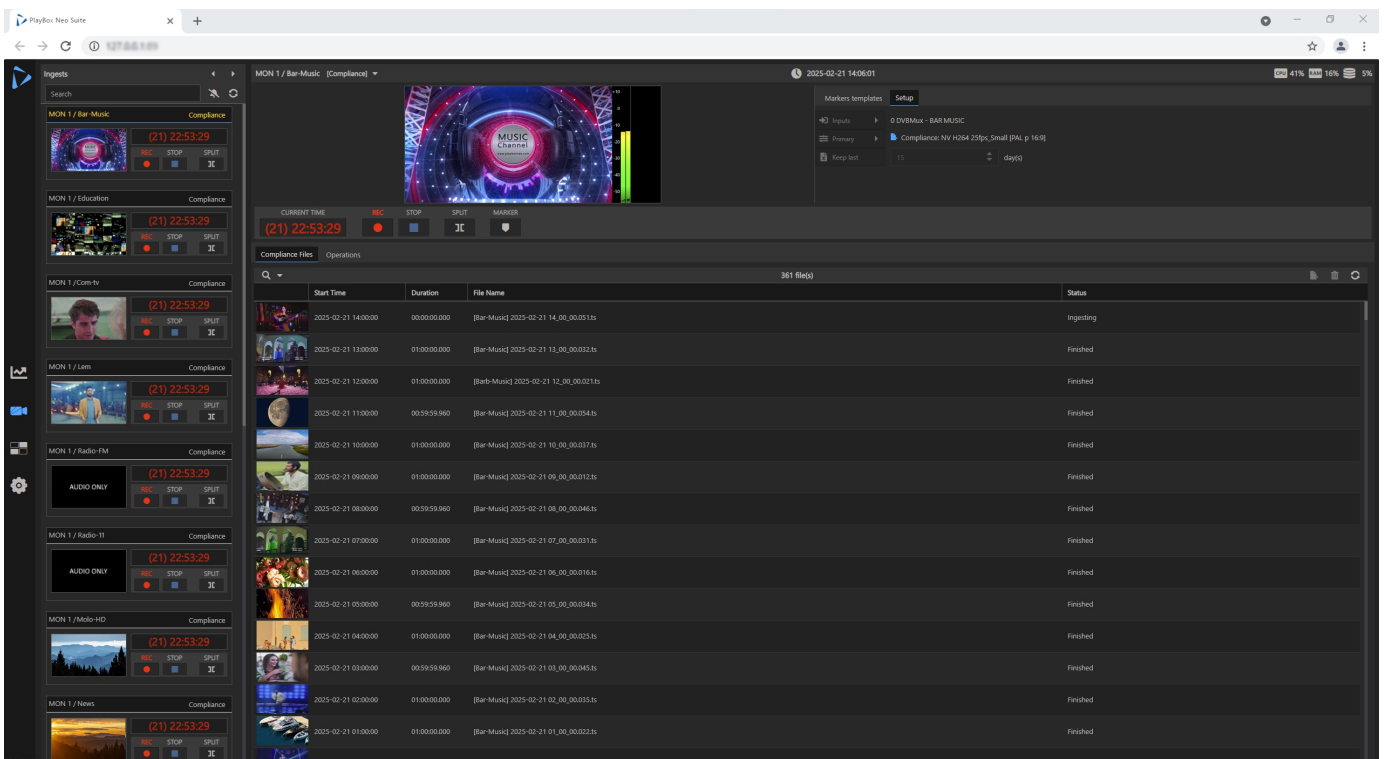 PlayBox Neo Suite
Ingests
Search
MON 1 / Bar-Music Compliance
(21) 22:53:29
REC STOP SPLIT
MON 1 / Education Compliance
(21) 22:53:29
REC STOP SPLIT
MON 1 /Com-tv Compliance
(21) 22:53:29
REC STOP SPLIT
MON 1 / Lem Compliance
(21) 22:53:29
REC STOP SPLIT
MON 1 / Radio-FM Compliance
AUDIO ONLY
(21) 22:53:29
REC STOP SPLIT
MON 1 / Radio-11 Compliance
AUDIO ONLY
(21) 22:53:29
REC STOP SPLIT
MON 1 / Molo-HD Compliance
(21) 22:53:29
REC STOP SPLIT
MON 1 / News Compliance
(21) 22:53:29
REC STOP SPLIT
MON 1 / Bar-Music [Compliance]
2025-02-21 14:06:01
CPU 41% RAM 16% 5%
MUSIC
Channel
Markers templates Setup
Inputs 0 DVBMux - BAR MUSIC
Primary Compliance: NV H264 25fps_Small [PAL p 16:9]
Keep last 15 day(s)
CURRENT TIME REC STOP SPLIT MARKER
(21) 22:53:29
Compliance Files Operations
361 file(s)
Start Time Duration File Name Status
2025-02-21 14:00:00 00:00:00.000 [Bar-Music] 2025-02-21 14_00_00.051.ts Ingesting
2025-02-21 13:00:00 01:00:00.000 [Bar-Music] 2025-02-21 13_00_00.032.ts Finished
2025-02-21 12:00:00 01:00:00.000 [Barb-Music] 2025-02-21 12_00_00.021.ts Finished
2025-02-21 11:00:00 00:59:59.960 [Bar-Music] 2025-02-21 11_00_00.054.ts Finished
2025-02-21 10:00:00 01:00:00.000 [Bar-Music] 2025-02-21 10_00_00.037.ts Finished
2025-02-21 09:00:00 01:00:00.000 [Bar-Music] 2025-02-21 09_00_00.012.ts Finished
2025-02-21 08:00:00 00:59:59.960 [Bar-Music] 2025-02-21 08_00_00.046.ts Finished
2025-02-21 07:00:00 01:00:00.000 [Bar-Music] 2025-02-21 07_00_00.031.ts Finished
2025-02-21 06:00:00 01:00:00.000 [Bar-Music] 2025-02-21 06_00_00.016.ts Finished
2025-02-21 05:00:00 00:59:59.960 [Bar-Music] 2025-02-21 05_00_00.034.ts Finished
2025-02-21 04:00:00 01:00:00.000 [Bar-Music] 2025-02-21 04_00_00.025.ts Finished
2025-02-21 03:00:00 00:59:59.960 [Bar-Music] 2025-02-21 03_00_00.045.ts Finished
2025-02-21 02:00:00 01:00:00.000 [Bar-Music] 2025-02-21 02_00_00.035.ts Finished
2025-02-21 01:00:00 01:00:00.000 [Bar-Music] 2025-02-21 01_00_00.022.ts Finished